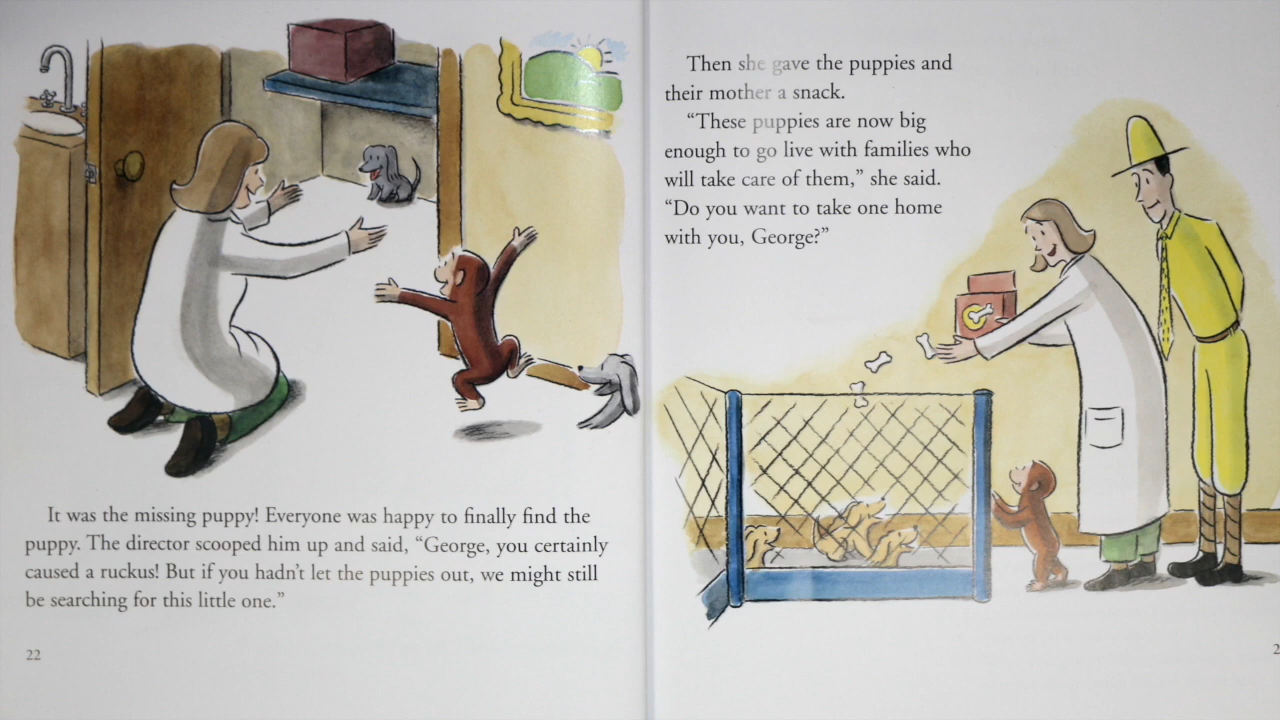 It was the missing puppy! Everyone was happy to finally find the
puppy. The director scooped him up and said, “George, you certainly
caused a ruckus! But if you hadn’t let the puppies out, we might still
be searching for this little one.”
22
Then she gave the puppies and
their mother a snack.
“These puppies are now big
enough to go live with families who
will take care of them,” she said.
“Do you want to take one home
with you, George?”
2